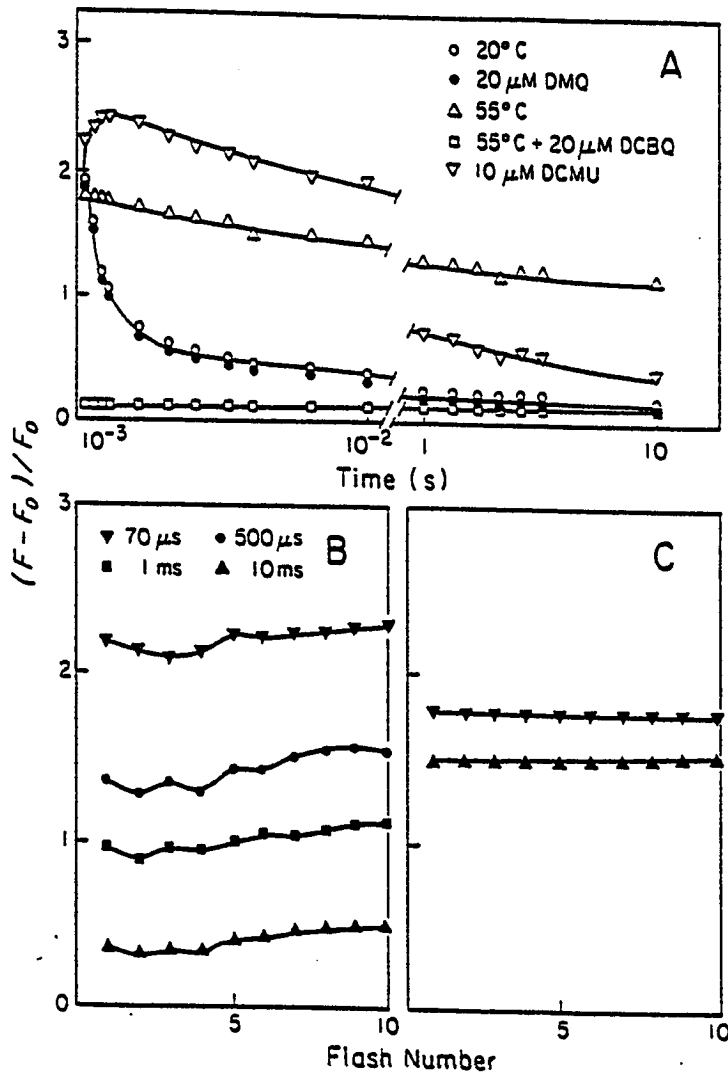 3
A
○ 20°C
● 20 μM DMQ
△ 55°C
□ 55°C + 20 μM DCBQ
▽ 10 μM DCMU
2
1
0
10⁻³
10⁻²
1
10
Time (s)
(F-F₀)/F₀
3
▼ 70 μs ● 500 μs
■ 1 ms ▲ 10 ms
B
C
2
1
0
5
10
5
10
Flash Number